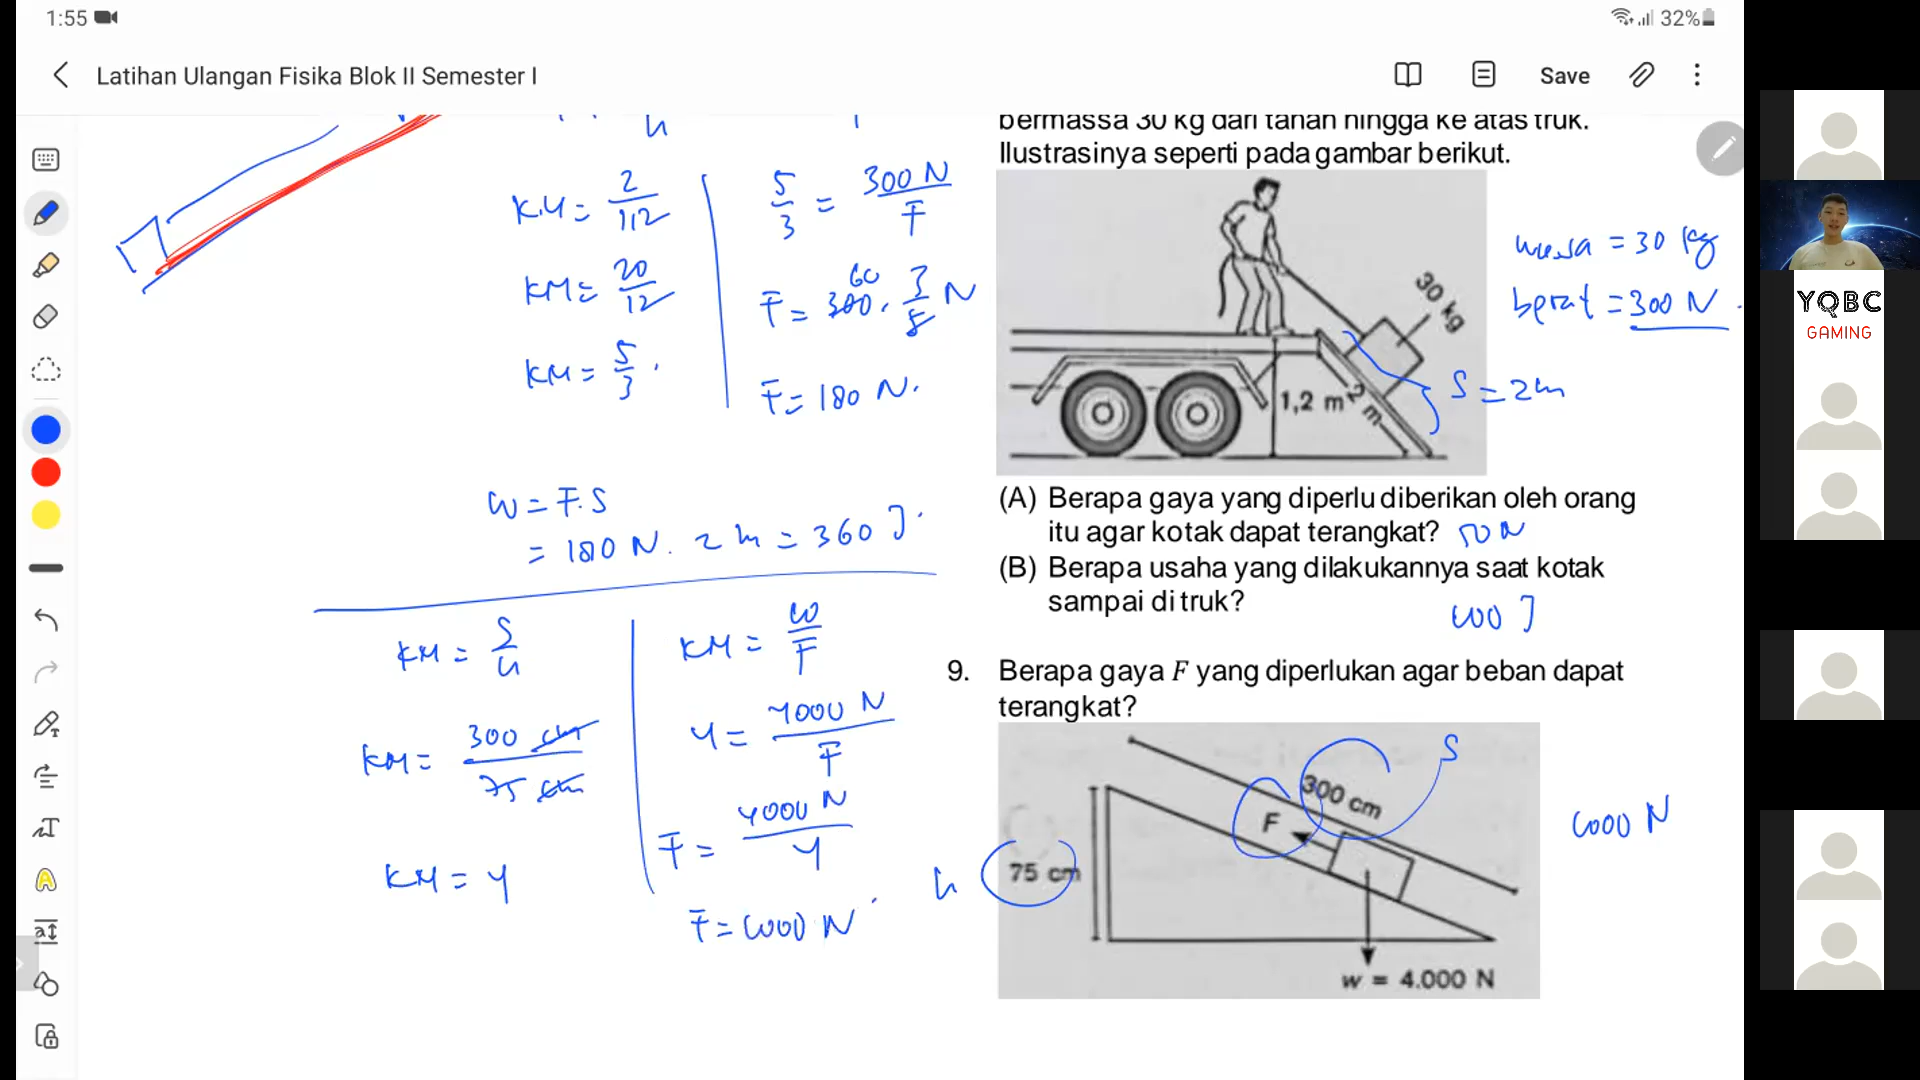 1:55
32%
Latihan Ulangan Fisika Blok II Semester I
Save
KM = 2/1,2
KM = 20/12
KM = 5/3 .
5/3 = 300 N/F
F = 300 . 3/5 N
60
F = 180 N.
W = F.S
= 180 N . 2 m = 360 J.
KM = S/h
KM = 300 cm/75 cm
KM = 4
KM = W/F
4 = 4000 N/F
F = 4000 N/4
F = 1000 N
bermassa 30 kg dari tanah hingga ke atas truk.
Ilustrasinya seperti pada gambar berikut.
30 kg
1,2 m
2 m
massa = 30 kg
berat = 300 N .
S = 2m
(A) Berapa gaya yang diperlu diberikan oleh orang
itu agar kotak dapat terangkat?
(B) Berapa usaha yang dilakukannya saat kotak
sampai di truk?
9. Berapa gaya F yang diperlukan agar beban dapat
terangkat?
S
300 cm
F
h
75 cm
w = 4.000 N
1000 N
YQBC
GAMING